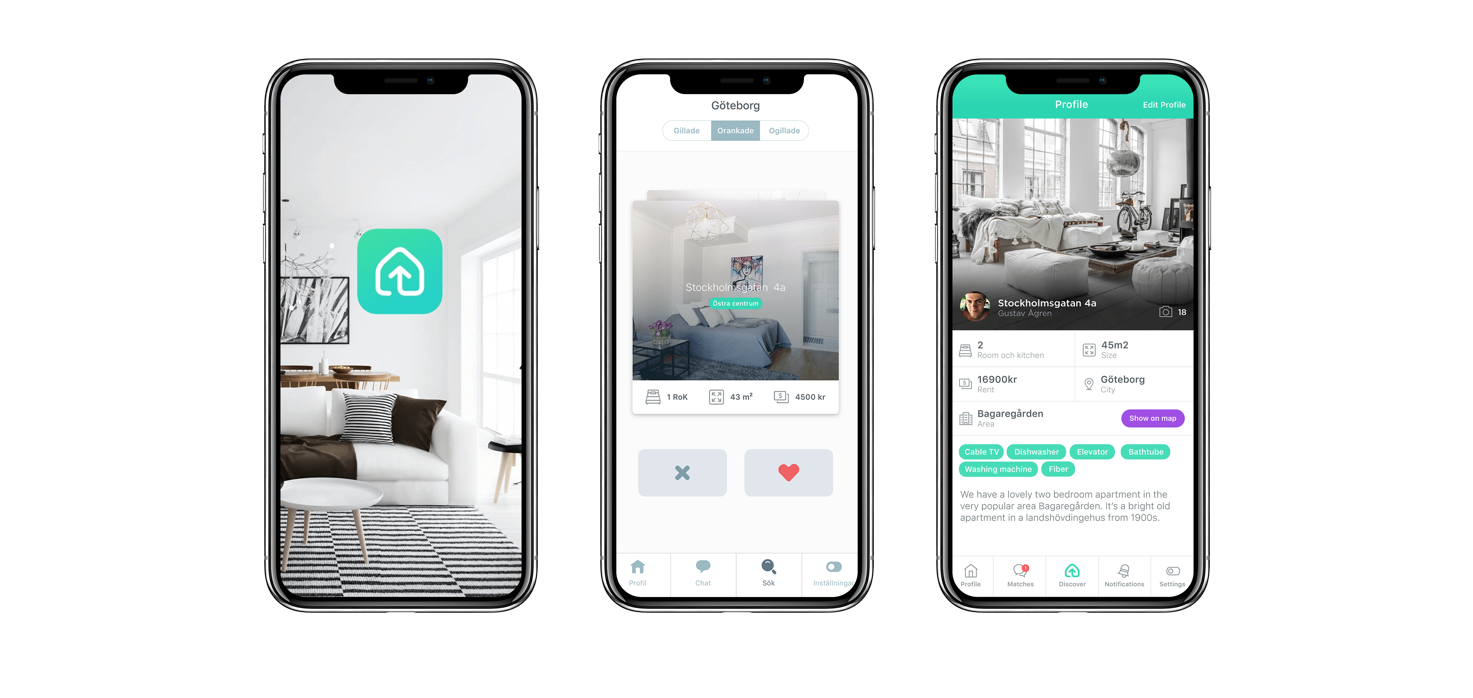 Göteborg
Gillade Orankade Ogillade
Stockholmsgatan 4a
Östra centrum
1 RoK 43 m² 4500 kr
Profil Chat Sök Inställningar
Profile Edit Profile
Stockholmsgatan 4a
Gustav Ågren
18
2
Room och kitchen
45m2
Size
16900kr
Rent
Göteborg
City
Bagaregården
Area
Show on map
Cable TV Dishwasher Elevator Bathtube
Washing machine Fiber
We have a lovely two bedroom apartment in the
very popular area Bagaregården. It's a bright old
apartment in a landshövdingehus from 1900s.
1
Profile Matches Discover Notifications Settings